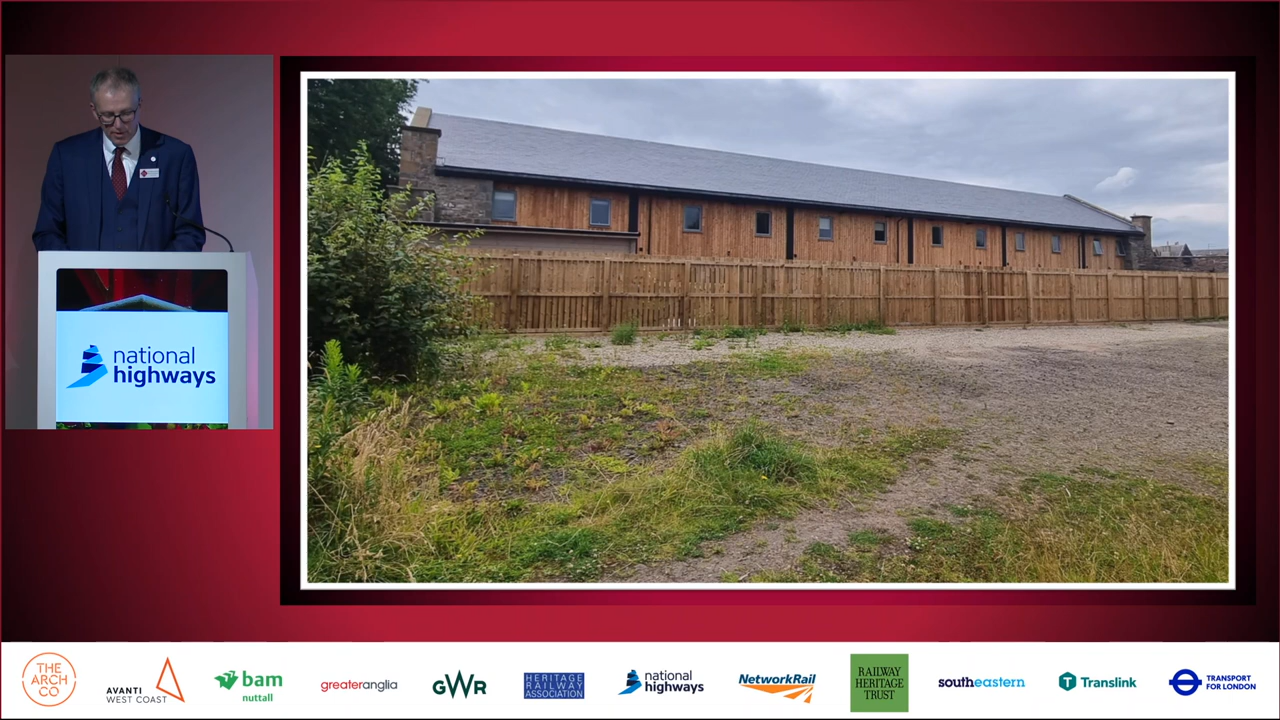 national
highways
THE
ARCH
CO
AVANTI
WEST COAST
bam
nuttall
greateranglia
GWR
HERITAGE
RAILWAY
ASSOCIATION
national
highways
NetworkRail
RAILWAY
HERITAGE
TRUST
southeastern
Translink
TRANSPORT
FOR LONDON